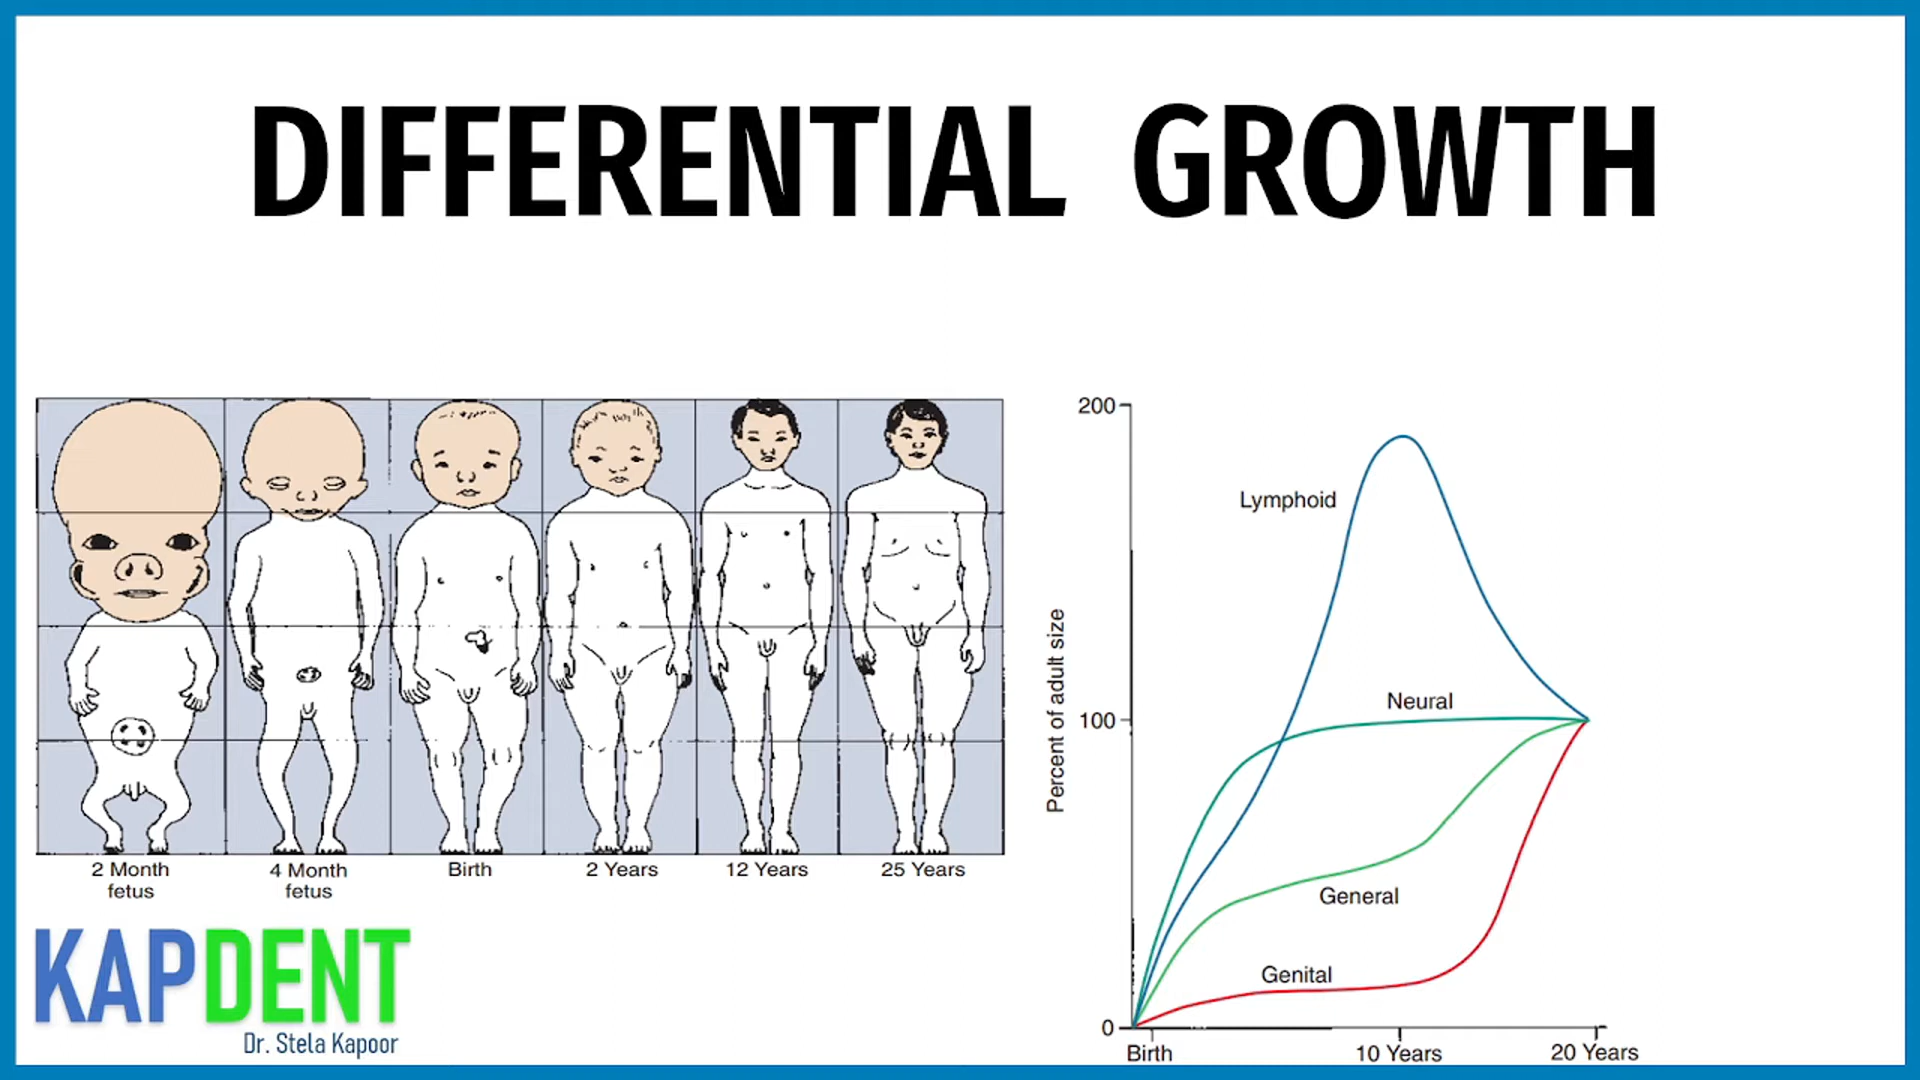 DIFFERENTIAL GROWTH
2 Month
fetus
4 Month
fetus
Birth
2 Years
12 Years
25 Years
KAPDENT
Dr. Stela Kapoor
200
Lymphoid
Neural
100
Percent of adult size
General
Genital
0
Birth
10 Years
20 Years